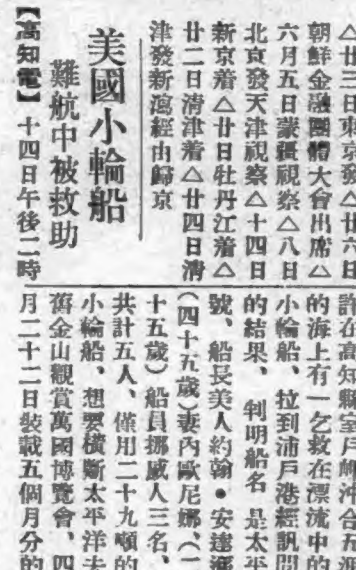 △廿三日東京發△廿六日
朝鮮金融團體大會出席△
六月五日蒙疆視察△八日
北京發天津視察△十四日
新京着△廿日牡丹江着△
廿二日清津着△廿四日清
津發新瀉經由歸京
美國小輪船
難航中被救助
【高知電】十四日午後二時
許在高知縣室戶岬沖合五
的海上有一乞救在漂流中的
小輪船、拉到浦戶港經訊問
的結果、判明船名是太平
號、船長美人約翰●安達
(四十五歲)妻內歐尼娜、(一
十五歲)船員挪威人三名、
共計五人、僅用二十九噸的
小輪船、想要橫斷太平洋
舊金山觀賞萬國博覽會、四
月二十二日裝載五個月分的